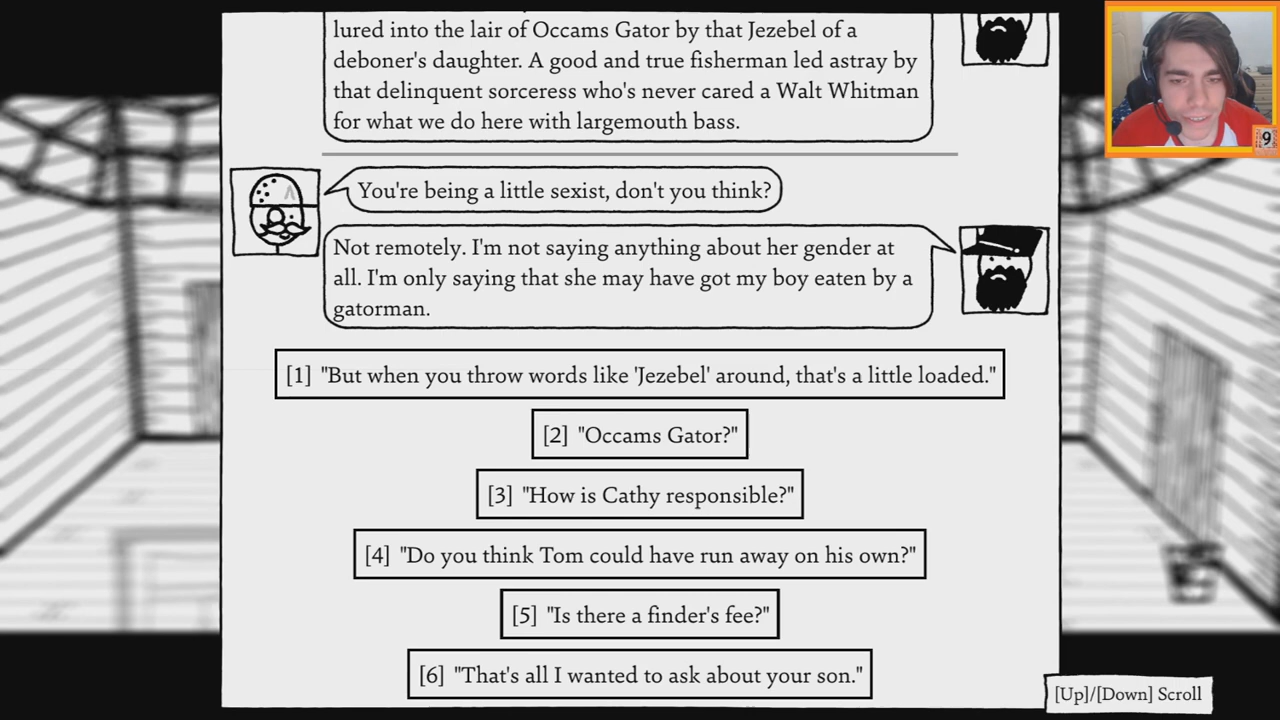 lured into the lair of Occams Gator by that Jezebel of a
deboner's daughter. A good and true fisherman led astray by
that delinquent sorceress who's never cared a Walt Whitman
for what we do here with largemouth bass.
You're being a little sexist, don't you think?
Not remotely. I'm not saying anything about her gender at
all. I'm only saying that she may have got my boy eaten by a
gatorman.
[1] "But when you throw words like 'Jezebel' around, that's a little loaded."
[2] "Occams Gator?"
[3] "How is Cathy responsible?"
[4] "Do you think Tom could have run away on his own?"
[5] "Is there a finder's fee?"
[6] "That's all I wanted to ask about your son."
[Up]/[Down] Scroll
9